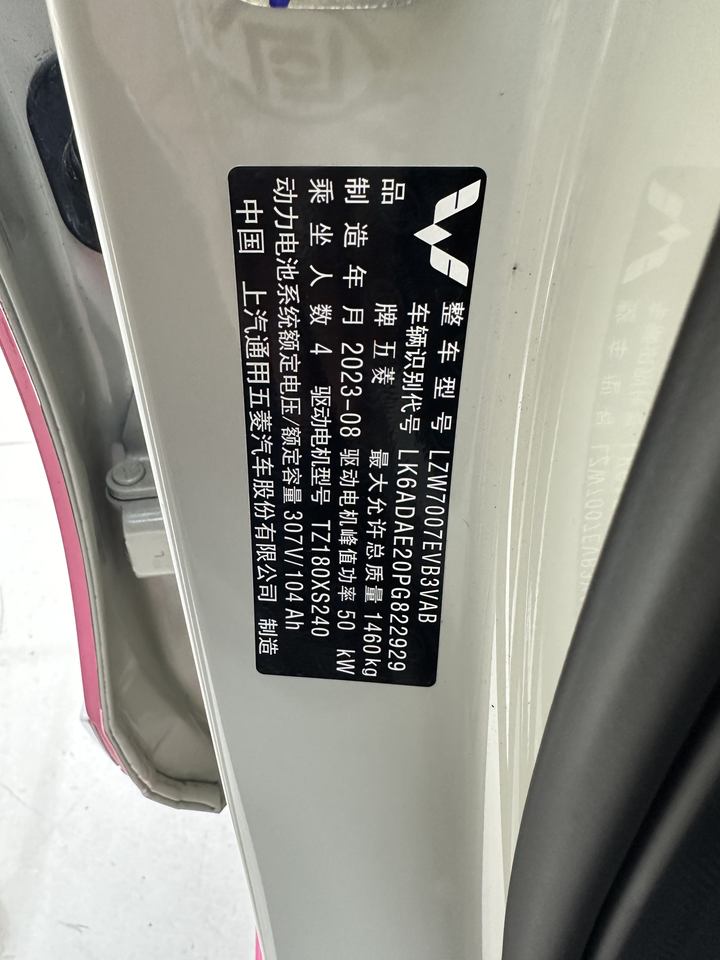 整车型号 LZW7007EVB3VAB
车辆识别代号 LK6ADAE20PG822929
品牌 五菱 最大允许总质量 1460kg
制造年月 2023-08 驱动电机峰值功率 50 kW
乘坐人数 4 驱动电机型号 TZ180XS240
动力电池系统额定电压/额定容量 307V/104Ah
中国 上汽通用五菱汽车股份有限公司 制造